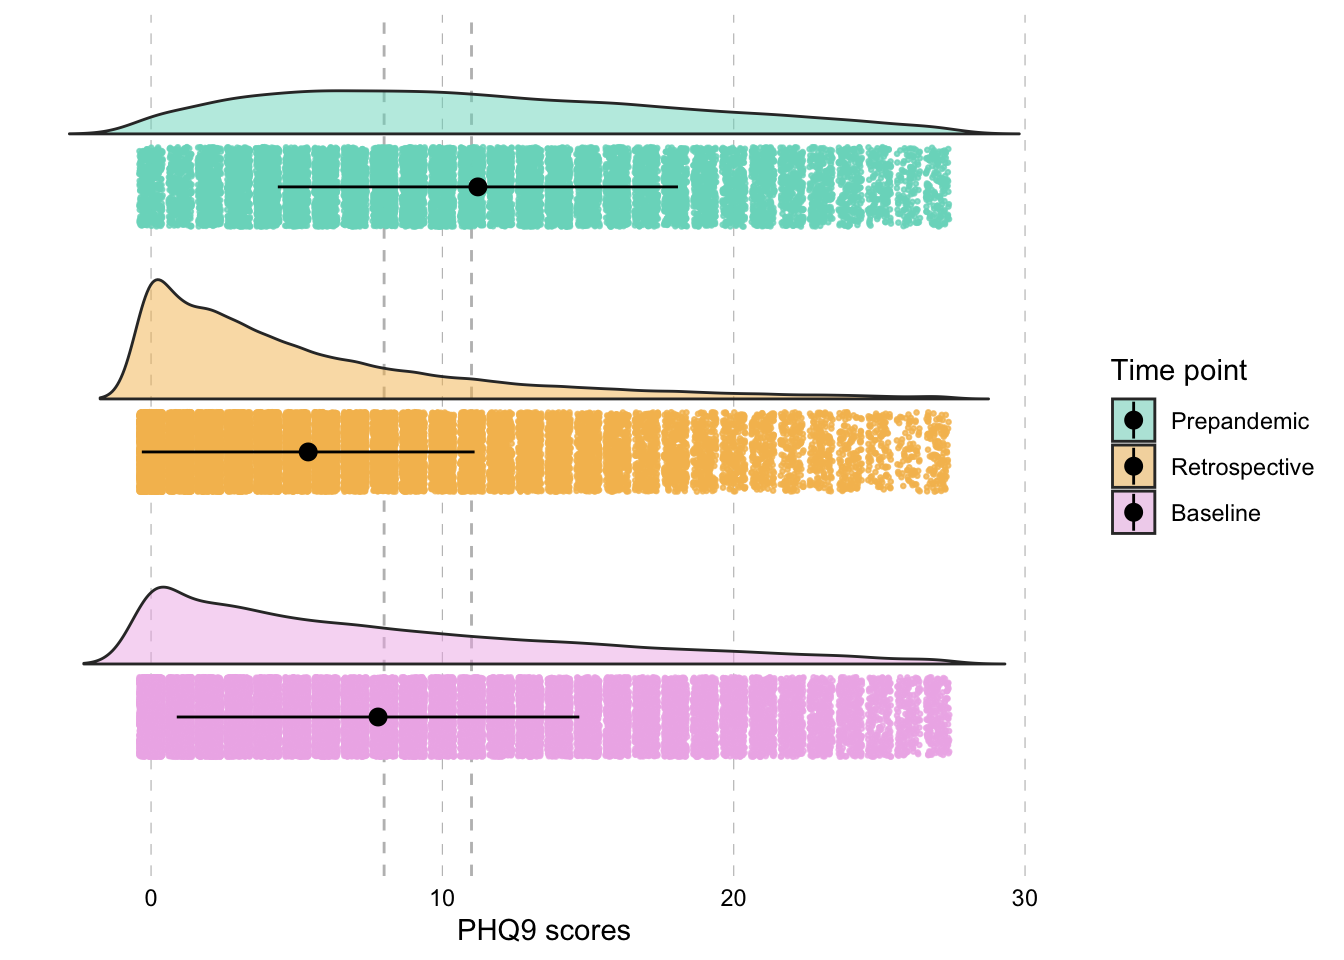 Time point
Prepandemic
Retrospective
Baseline
0 10 20 30
PHQ9 scores